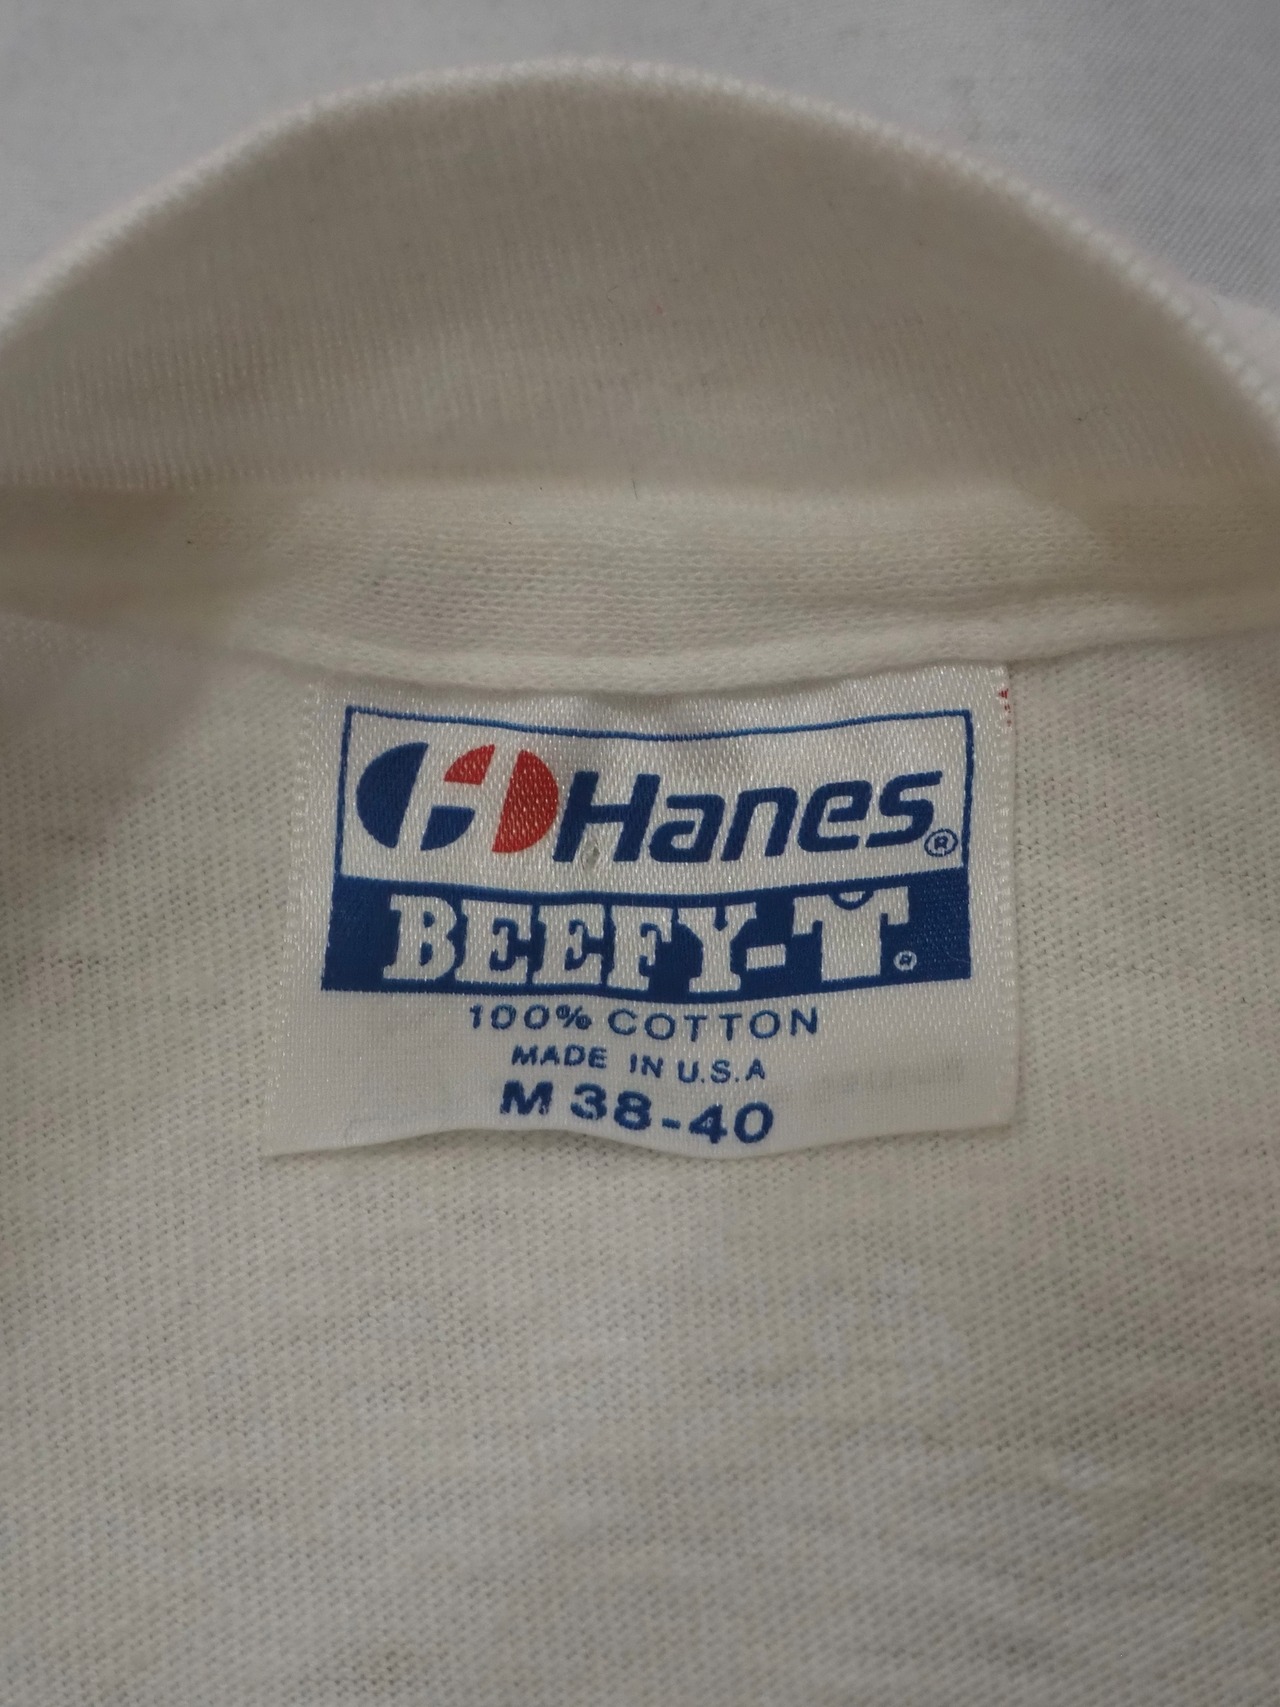 Hanes®
BEEFY-T®
100% COTTON
MADE IN U.S.A
M 38-40